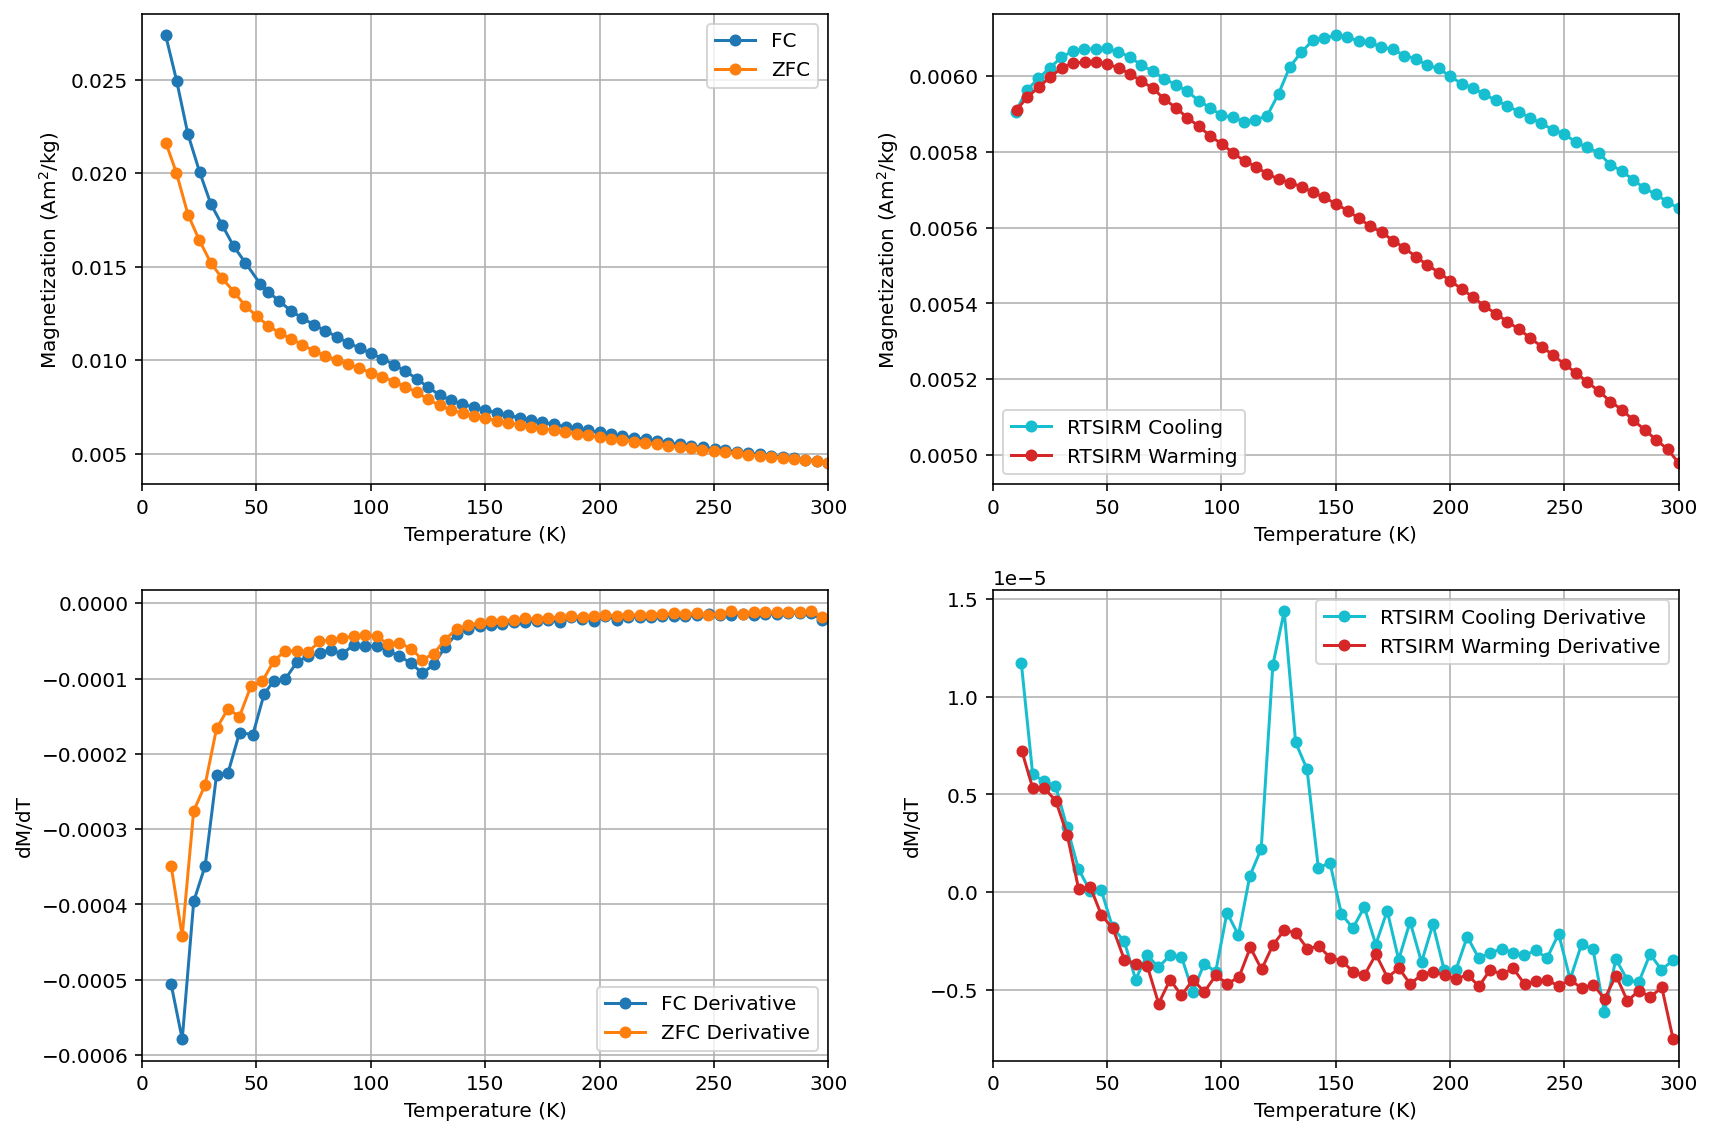 FC
ZFC
Magnetization (Am²/kg)
0.025
0.020
0.015
0.010
0.005
0 50 100 150 200 250 300
Temperature (K)
Magnetization (Am²/kg)
0.0060
0.0058
0.0056
0.0054
0.0052
0.0050
RTSIRM Cooling
RTSIRM Warming
0 50 100 150 200 250 300
Temperature (K)
dM/dT
0.0000
−0.0001
−0.0002
−0.0003
−0.0004
−0.0005
−0.0006
FC Derivative
ZFC Derivative
0 50 100 150 200 250 300
Temperature (K)
1e−5
dM/dT
1.5
1.0
0.5
0.0
−0.5
RTSIRM Cooling Derivative
RTSIRM Warming Derivative
0 50 100 150 200 250 300
Temperature (K)